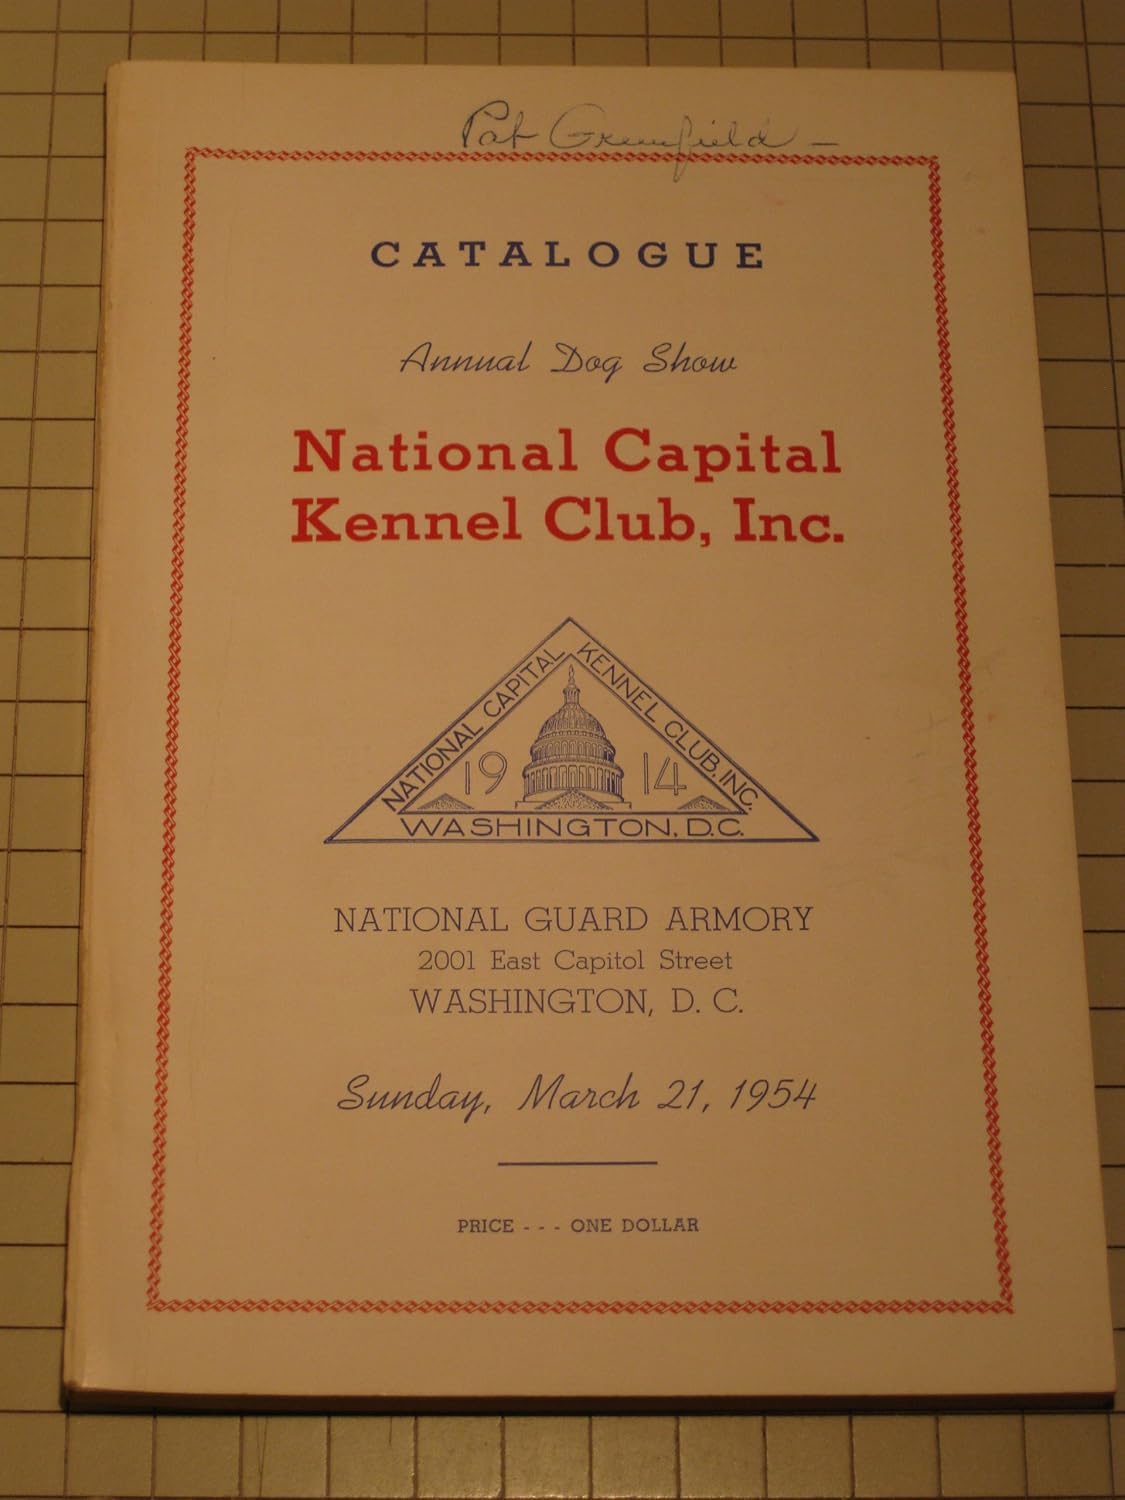 Pat Greenfield -
CATALOGUE
Annual Dog Show
National Capital
Kennel Club, Inc.
NATIONAL CAPITAL KENNEL CLUB, INC.
19 14
WASHINGTON, D.C.
NATIONAL GUARD ARMORY
2001 East Capitol Street
WASHINGTON, D. C.
Sunday, March 21, 1954
PRICE - - - ONE DOLLAR